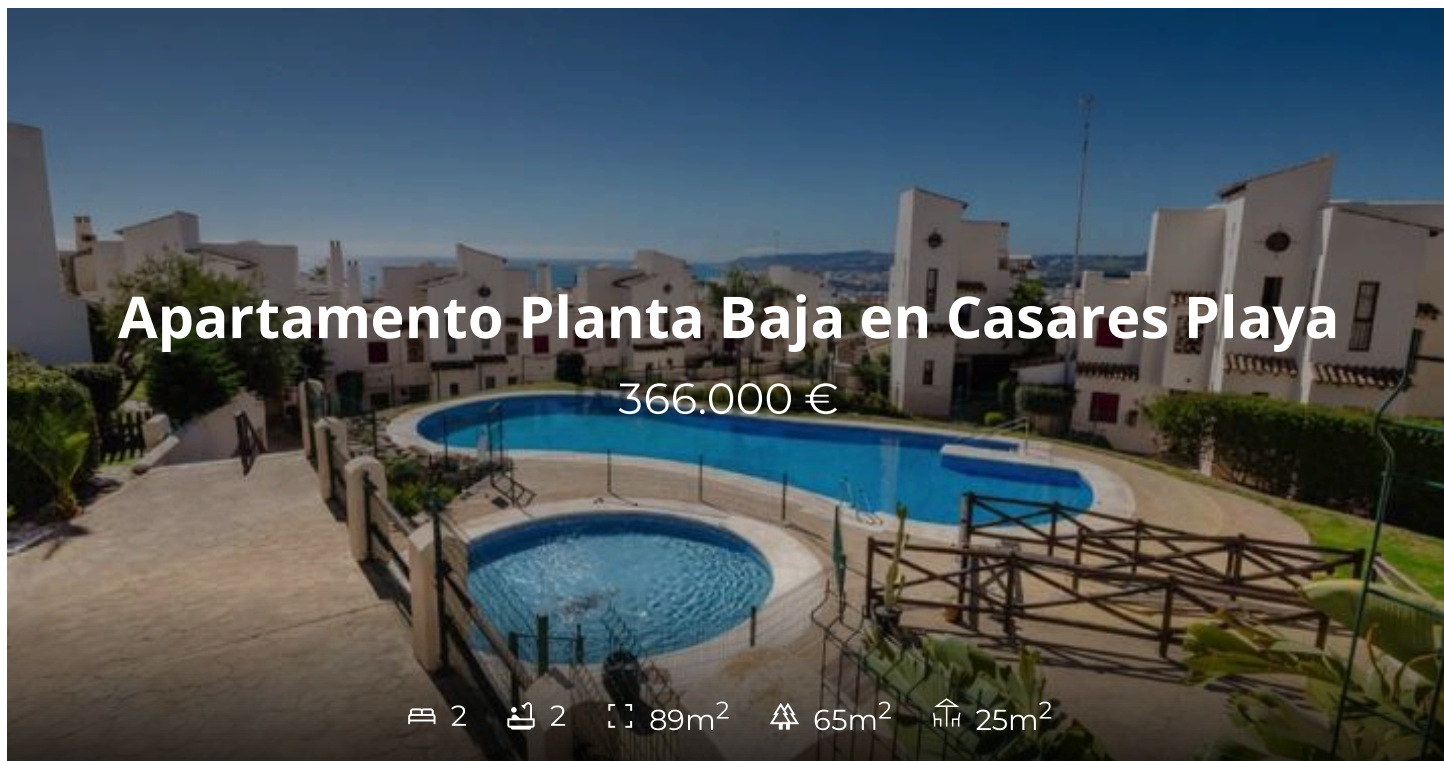 Apartamento Planta Baja en Casares Playa
366.000 €
2 2 89m² 65m² 25m²